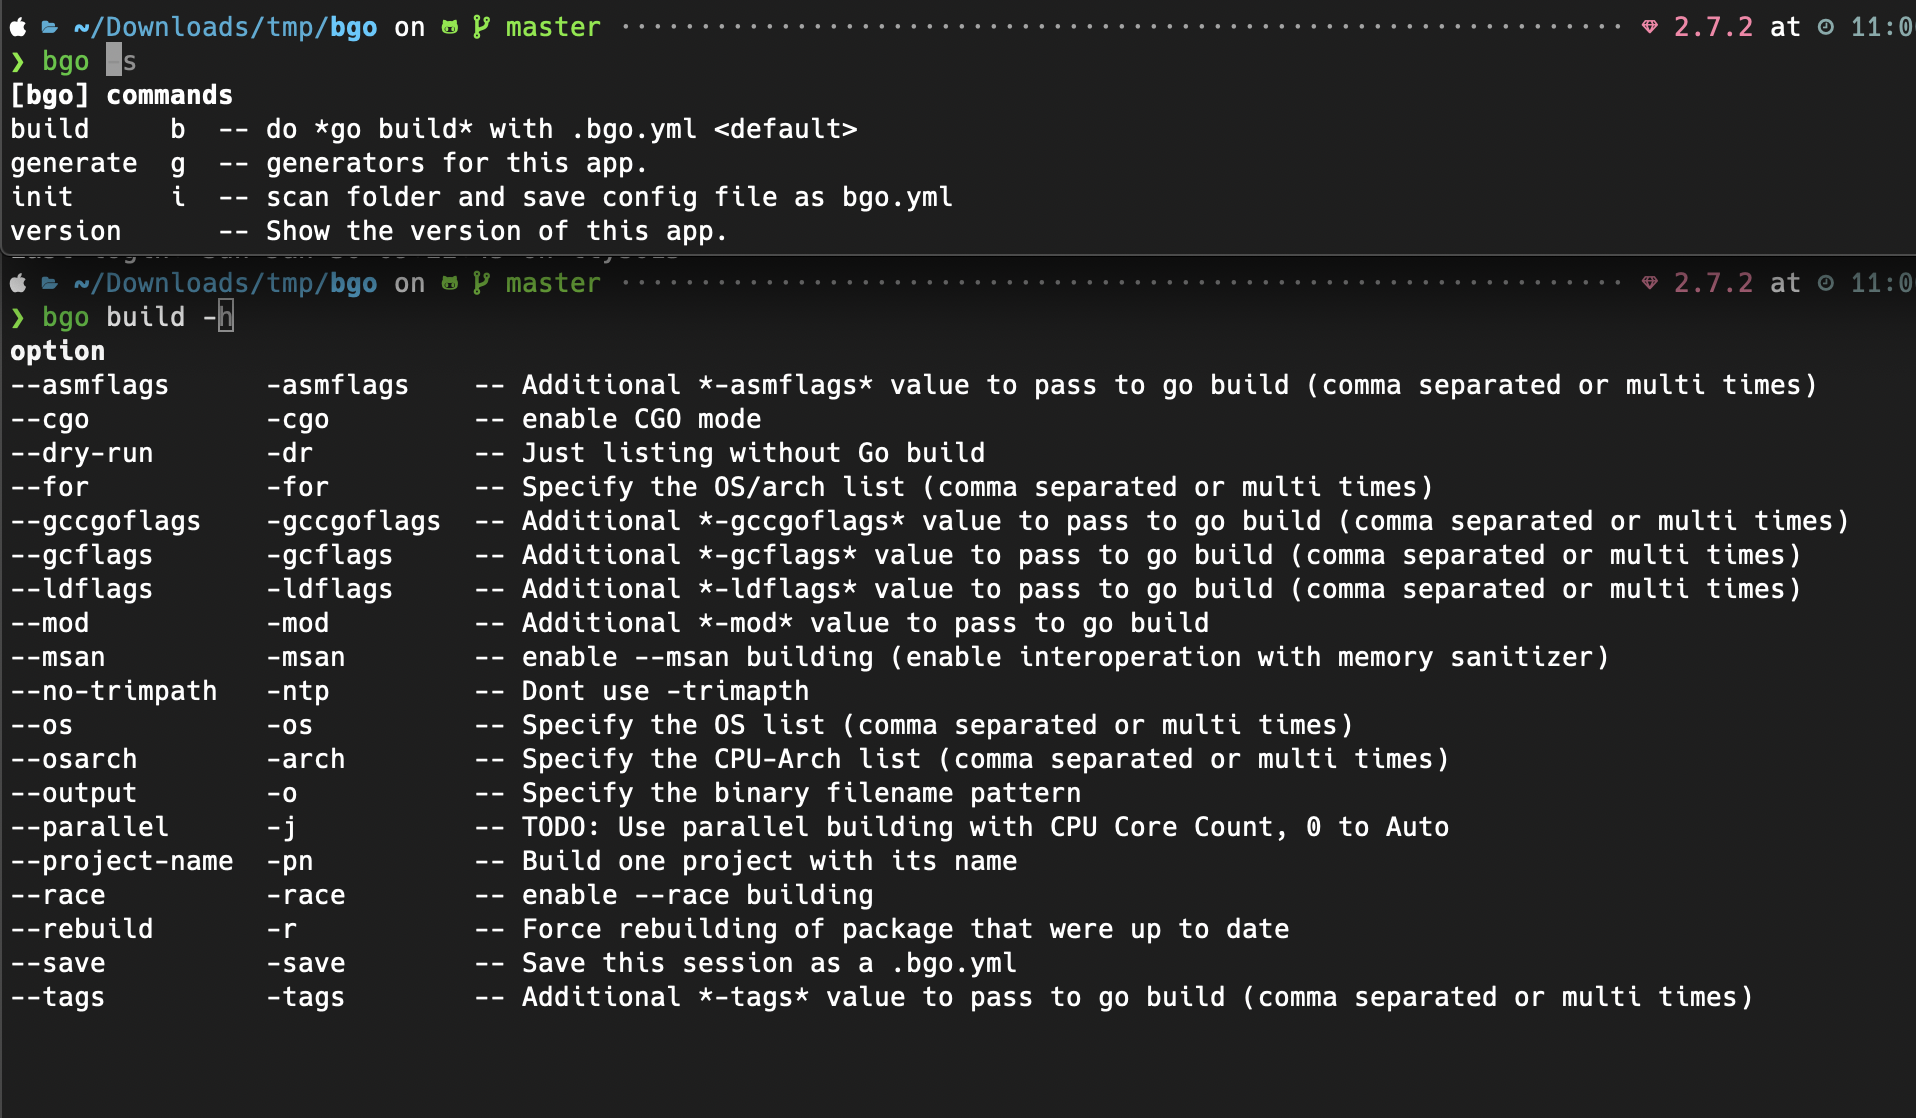 ~/Downloads/tmp/bgo on master ································································ 2.7.2 at 11:0
❯ bgo -s
[bgo] commands
build     b  -- do *go build* with .bgo.yml <default>
generate  g  -- generators for this app.
init      i  -- scan folder and save config file as bgo.yml
version      -- Show the version of this app.
~/Downloads/tmp/bgo on master ································································ 2.7.2 at 11:0
❯ bgo build -h
option
--asmflags      -asmflags    -- Additional *-asmflags* value to pass to go build (comma separated or multi times)
--cgo           -cgo         -- enable CGO mode
--dry-run       -dr          -- Just listing without Go build
--for           -for         -- Specify the OS/arch list (comma separated or multi times)
--gccgoflags    -gccgoflags  -- Additional *-gccgoflags* value to pass to go build (comma separated or multi times)
--gcflags       -gcflags     -- Additional *-gcflags* value to pass to go build (comma separated or multi times)
--ldflags       -ldflags     -- Additional *-ldflags* value to pass to go build (comma separated or multi times)
--mod           -mod         -- Additional *-mod* value to pass to go build
--msan          -msan        -- enable --msan building (enable interoperation with memory sanitizer)
--no-trimpath   -ntp         -- Dont use -trimapth
--os            -os          -- Specify the OS list (comma separated or multi times)
--osarch        -arch        -- Specify the CPU-Arch list (comma separated or multi times)
--output        -o           -- Specify the binary filename pattern
--parallel      -j           -- TODO: Use parallel building with CPU Core Count, 0 to Auto
--project-name  -pn          -- Build one project with its name
--race          -race        -- enable --race building
--rebuild       -r           -- Force rebuilding of package that were up to date
--save          -save        -- Save this session as a .bgo.yml
--tags          -tags        -- Additional *-tags* value to pass to go build (comma separated or multi times)